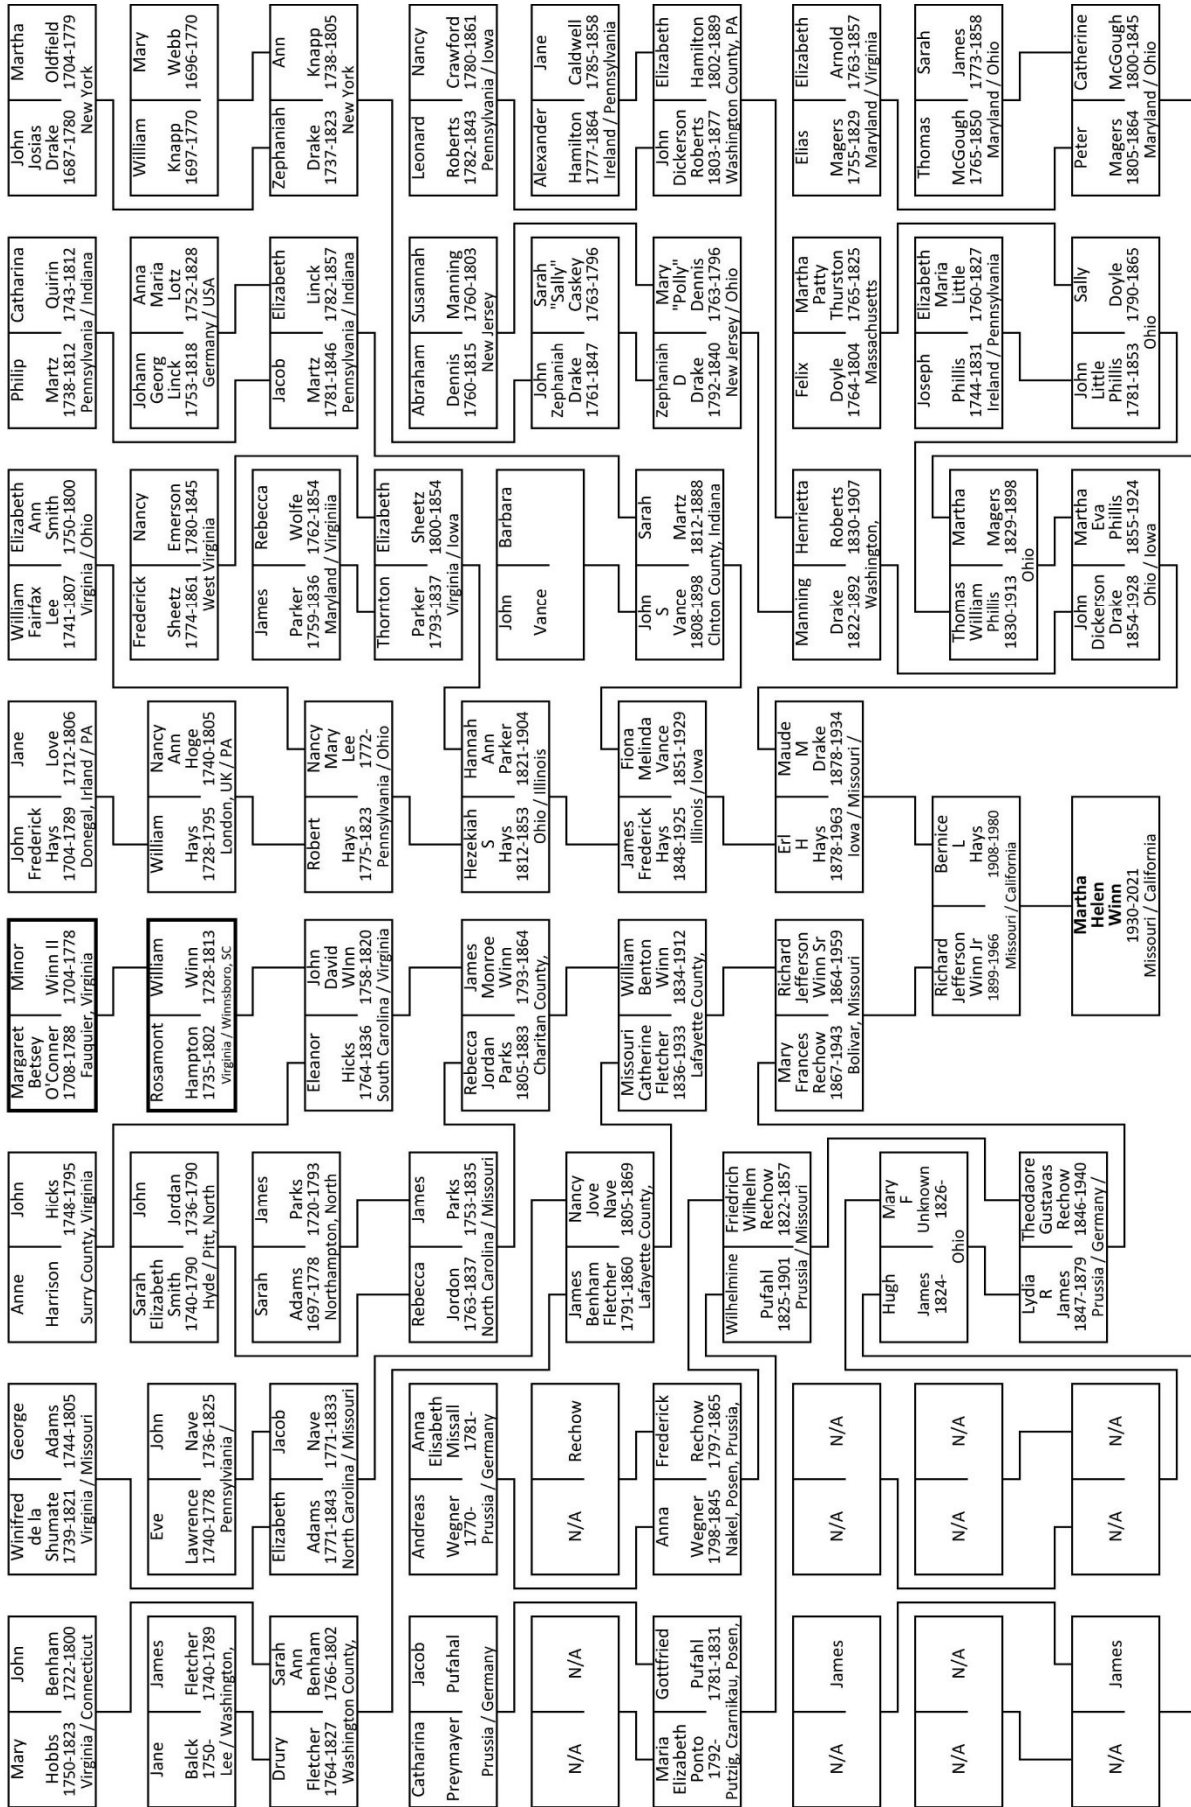 Mary
Hobbs
1750-1823
John
Benham
1722-1800
Virginia / Connecticut
Jane
Balck
1750-
James
Fletcher
1740-1789
Lee / Washington,
Drury
Fletcher
1764-1827
Sarah
Ann
Benham
1766-1802
Washington County,
Catharina
Preymayer
Jacob
Pufahal
Prussia / Germany
N/A
N/A
Maria
Elizabeth
Ponto
1792-
Gottfried
Pufahl
1781-1831
Putzig, Czarnikau, Posen,
N/A
James
N/A
N/A
N/A
James
Winifred
de la
Shumate
1739-1821
George
Adams
1744-1805
Virginia / Missouri
Eve
Lawrence
1740-1778
John
Nave
1736-1825
Pennsylviania /
Elizabeth
Adams
1771-1843
Jacob
Nave
1771-1833
North Carolina / Missouri
Andreas
Wegner
1770-
Anna
Elisabeth
Missall
1781-
Prussia / Germany
N/A
Rechow
Anna
Wegner
1798-1845
Frederick
Rechow
1797-1865
Nakel, Posen, Prussia,
N/A
N/A
N/A
N/A
N/A
N/A
Anne
Harrison
John
Hicks
1748-1795
Surry County, Virginia
Sarah
Elizabeth
Smith
1740-1790
John
Jordan
1736-1790
Hyde / Pitt, North
Sarah
Adams
1697-1778
James
Parks
1720-1793
Northampton, North
Rebecca
Jordon
1763-1837
James
Parks
1753-1835
North Carolina / Missouri
James
Benham
Fletcher
1791-1860
Nancy
Jove
Nave
1805-1869
Lafayette County,
Wilhelmine
Pufahl
1825-1901
Friedrich
Wilhelm
Rechow
1822-1857
Prussia / Missouri
Hugh
James
1824-
Mary
F
Unknown
1826-
Ohio
Lydia
R
James
1847-1879
Theodaore
Gustavas
Rechow
1846-1940
Prussia / Germany /
Margaret
Betsey
O'Conner
1708-1788
Minor
Winn II
1704-1778
Fauquier, Virginia
Rosamont
Hampton
1735-1802
William
Winn
1728-1813
Virginia / Winnsboro, SC
Eleanor
Hicks
1764-1836
John
David
WInn
1758-1820
South Carolina / Virginia
Rebecca
Jordan
Parks
1805-1883
James
Monroe
Winn
1793-1864
Charitan County,
Missouri
Catherine
Fletcher
1836-1933
William
Benton
Winn
1834-1912
Lafayette County,
Mary
Frances
Rechow
1867-1943
Richard
Jefferson
Winn Sr
1864-1959
Bolivar, Missouri
Richard
Jefferson
Winn Jr
1899-1966
Bernice
L
Hays
1908-1980
Missouri / California
Martha
Helen
Winn
1930-2021
Missouri / California
John
Frederick
Hays
1704-1789
Jane
Love
1712-1806
Donegal, Irland / PA
William
Hays
1728-1795
Nancy
Ann
Hoge
1740-1805
London, UK / PA
Robert
Hays
1775-1823
Nancy
Mary
Lee
1772-
Pennsylvania / Ohio
Hezekiah
S
Hays
1812-1853
Hannah
Ann
Parker
1821-1904
Ohio / Illinois
James
Frederick
Hays
1848-1925
Fiona
Melinda
Vance
1851-1929
Illinois / Iowa
Erl
H
Hays
1878-1963
Maude
M
Drake
1878-1934
Iowa / Missouri /
William
Fairfax
Lee
1741-1807
Elizabeth
Ann
Smith
1750-1800
Virginia / Ohio
Frederick
Sheetz
1774-1861
Nancy
Emerson
1780-1845
West Virginia
James
Parker
1759-1836
Rebecca
Wolfe
1762-1854
Maryland / Virginiia
Thornton
Parker
1793-1837
Elizabeth
Sheetz
1800-1854
Virginia / Iowa
John
Vance
Barbara
John
S
Vance
1808-1898
Sarah
Martz
1812-1888
Clnton County, Indiana
Manning
Drake
1822-1892
Henrietta
Roberts
1830-1907
Washington,
Thomas
William
Phillis
1830-1913
Martha
Magers
1829-1898
Ohio
John
Dickerson
Drake
1854-1928
Martha
Eva
Phillis
1855-1924
Ohio / Iowa
Philip
Martz
1738-1812
Catharina
Quirin
1743-1812
Pennsylvania / Indiana
Johann
Georg
Linck
1753-1818
Anna
Maria
Lotz
1752-1828
Germany / USA
Jacob
Martz
1781-1846
Elizabeth
Linck
1782-1857
Pennsylvania / Indiana
Abraham
Dennis
1760-1815
Susannah
Manning
1760-1803
New Jersey
John
Zephaniah
Drake
1761-1847
Sarah
"Sally"
Caskey
1763-1796
Zephaniah
D
Drake
1792-1840
Mary
"Polly"
Dennis
1763-1796
New Jersey / Ohio
Felix
Doyle
1764-1804
Martha
Patty
Thurston
1765-1825
Massachusetts
Joseph
Phillis
1744-1831
Elizabeth
Maria
Little
1760-1827
Ireland / Pennsylvania
John
Little
Phillis
1781-1853
Sally
Doyle
1790-1865
Ohio
John
Josias
Drake
1687-1780
Martha
Oldfield
1704-1779
New York
William
Knapp
1697-1770
Mary
Webb
1696-1770
Zephaniah
Drake
1737-1823
Ann
Knapp
1738-1805
New York
Leonard
Roberts
1782-1843
Nancy
Crawford
1780-1861
Pennsylvania / Iowa
Alexander
Hamilton
1777-1864
Jane
Caldwell
1785-1858
Ireland / Pennsylvania
John
Dickerson
Roberts
1803-1877
Elizabeth
Hamilton
1802-1889
Washington County, PA
Elias
Magers
1755-1829
Elizabeth
Arnold
1763-1857
Maryland / Virginia
Thomas
McGough
1765-1850
Sarah
James
1773-1858
Maryland / Ohio
Peter
Magers
1805-1864
Catherine
McGough
1800-1845
Maryland / Ohio